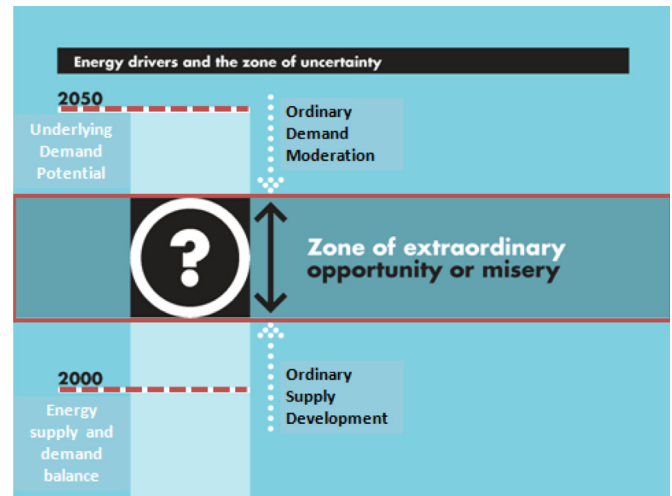 Energy drivers and the zone of uncertainty
2050
Underlying
Demand
Potential
Ordinary
Demand
Moderation
?
Zone of extraordinary
opportunity or misery
2000
Energy
supply and
demand
balance
Ordinary
Supply
Development